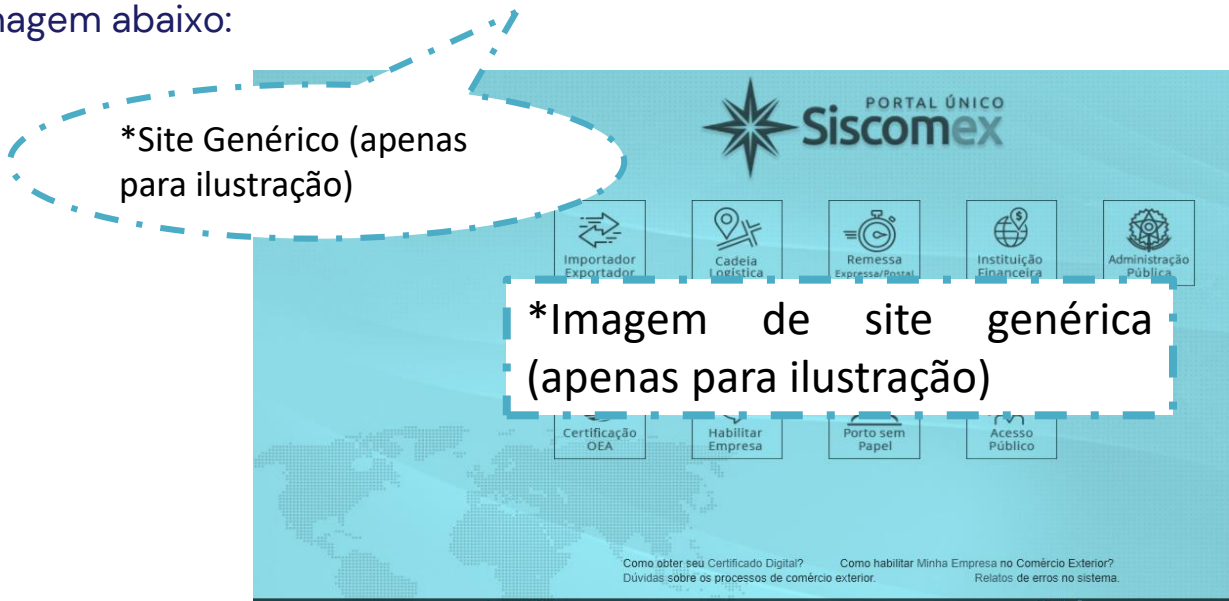 magem abaixo:
*Site Genérico (apenas
para ilustração)
PORTAL ÚNICO
Siscomex
Importador
Exportador
Cadeia
Logística
Remessa
Expressa/Postal
Instituição
Financeira
Administração
Pública
*Imagem de site genérica
(apenas para ilustração)
Certificação
OEA
Habilitar
Empresa
Porto sem
Papel
Acesso
Público
Como obter seu Certificado Digital? Como habilitar Minha Empresa no Comércio Exterior?
Dúvidas sobre os processos de comércio exterior. Relatos de erros no sistema.